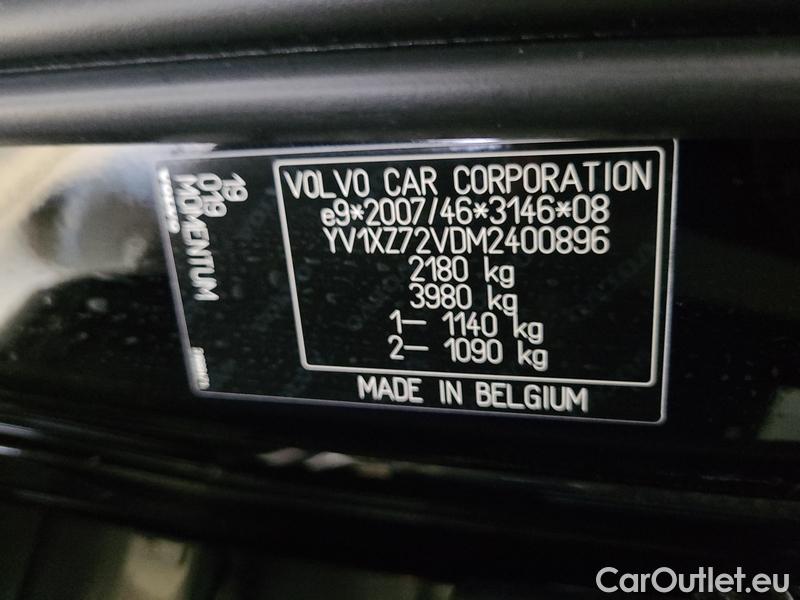 VOLVO CAR CORPORATION
e9*2007/46*3146*08
YV1XZ72VDM2400896
2180 kg
3980 kg
1— 1140 kg
2— 1090 kg
MADE IN BELGIUM
19
019
MOMENTUM
CarOutlet.eu